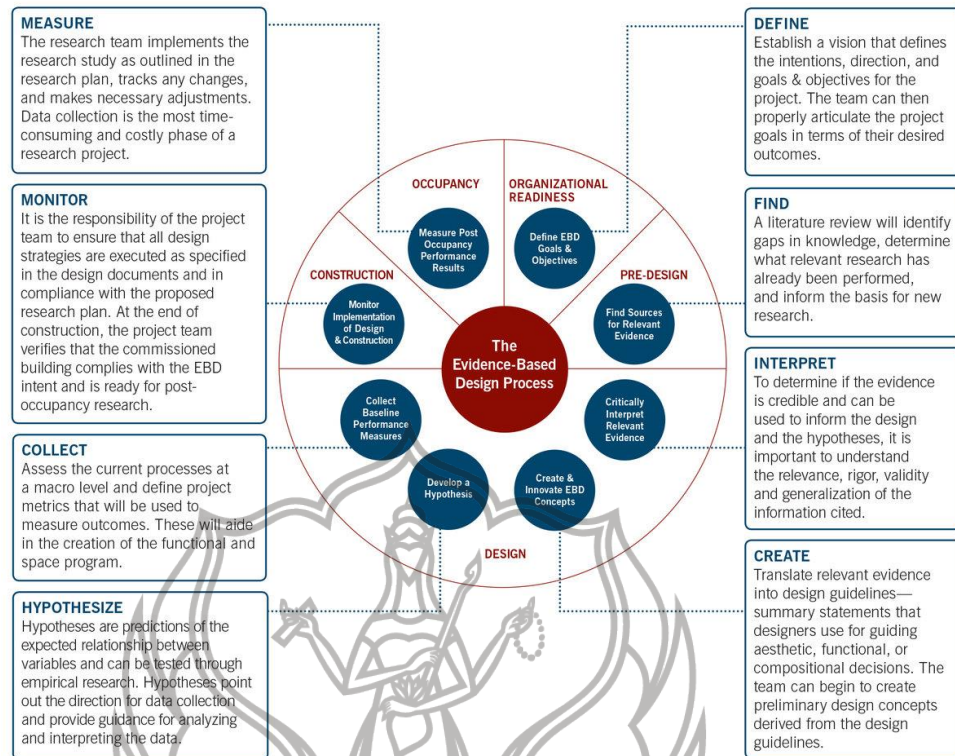 MEASURE
The research team implements the
research study as outlined in the
research plan, tracks any changes,
and makes necessary adjustments.
Data collection is the most time-
consuming and costly phase of a
research project.
MONITOR
It is the responsibility of the project
team to ensure that all design
strategies are executed as specified
in the design documents and in
compliance with the proposed
research plan. At the end of
construction, the project team
verifies that the commissioned
building complies with the EBD
intent and is ready for post-
occupancy research.
COLLECT
Assess the current processes at
a macro level and define project
metrics that will be used to
measure outcomes. These will aide
in the creation of the functional and
space program.
HYPOTHESIZE
Hypotheses are predictions of the
expected relationship between
variables and can be tested through
empirical research. Hypotheses point
out the direction for data collection
and provide guidance for analyzing
and interpreting the data.
OCCUPANCY
ORGANIZATIONAL
READINESS
CONSTRUCTION
PRE-DESIGN
DESIGN
Measure Post
Occupancy
Performance
Results
Define EBD
Goals &
Objectives
Monitor
Implementation
of Design
& Construction
Find Sources
for Relevant
Evidence
The
Evidence-Based
Design Process
Collect
Baseline
Performance
Measures
Critically
Interpret
Relevant
Evidence
Develop a
Hypothesis
Create &
Innovate EBD
Concepts
DEFINE
Establish a vision that defines
the intentions, direction, and
goals & objectives for the
project. The team can then
properly articulate the project
goals in terms of their desired
outcomes.
FIND
A literature review will identify
gaps in knowledge, determine
what relevant research has
already been performed,
and inform the basis for new
research.
INTERPRET
To determine if the evidence
is credible and can be
used to inform the design
and the hypotheses, it is
important to understand
the relevance, rigor, validity
and generalization of the
information cited.
CREATE
Translate relevant evidence
into design guidelines—
summary statements that
designers use for guiding
aesthetic, functional, or
compositional decisions. The
team can begin to create
preliminary design concepts
derived from the design
guidelines.